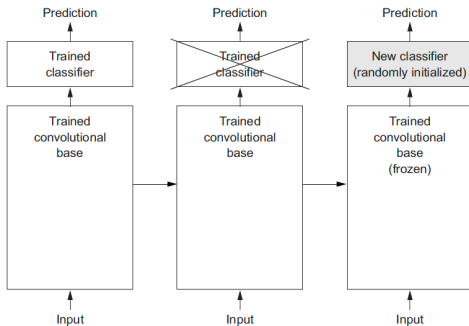 Prediction
Trained
classifier
Trained
convolutional
base
Input
Prediction
Trained
classifier
Trained
convolutional
base
Input
Prediction
New classifier
(randomly initialized)
Trained
convolutional
base
(frozen)
Input